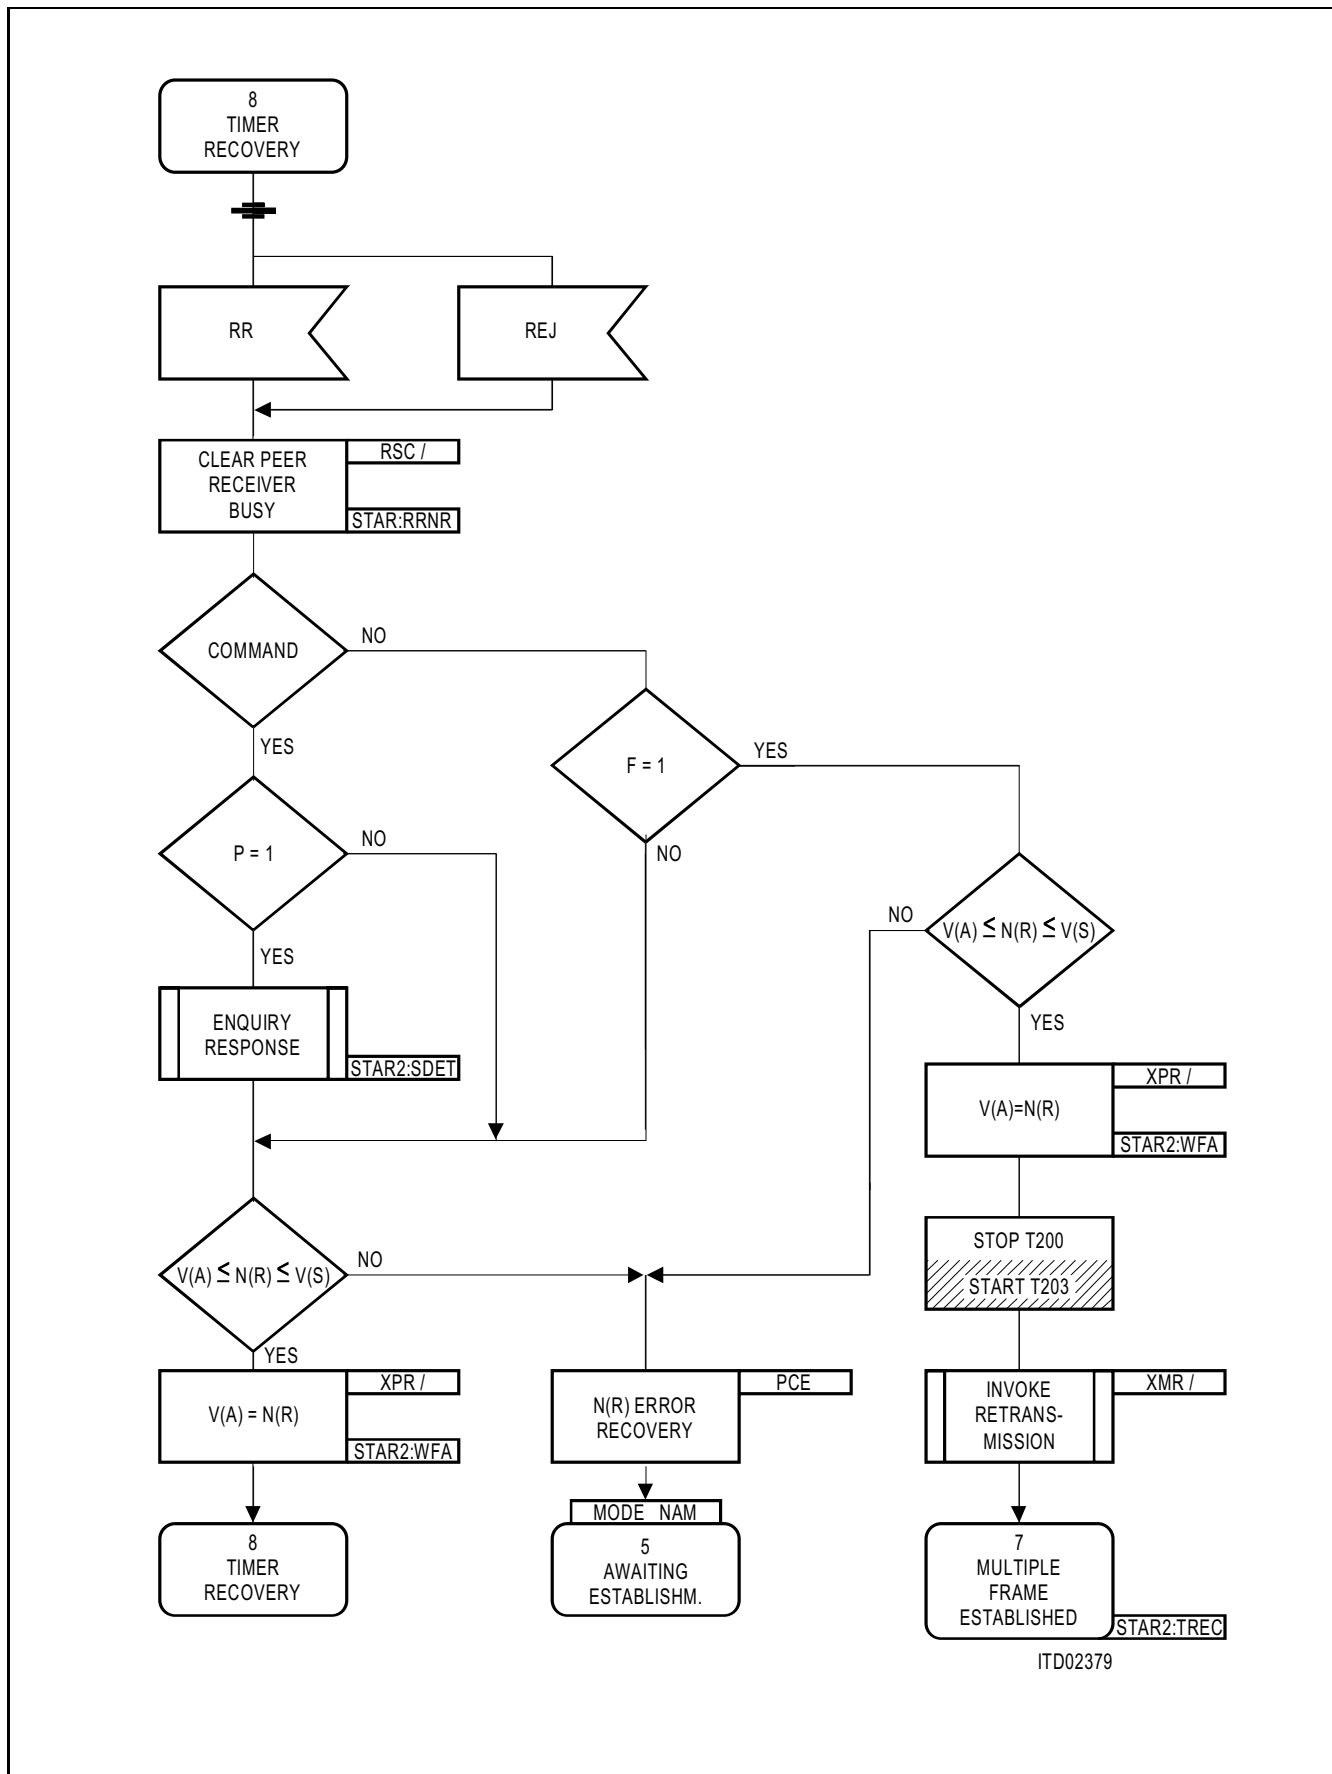 8
TIMER
RECOVERY
RR
REJ
CLEAR PEER
RECEIVER
BUSY
RSC /
STAR:RRNR
COMMAND
NO
YES
F = 1
YES
NO
P = 1
NO
YES
V(A) ≤ N(R) ≤ V(S)
NO
YES
ENQUIRY
RESPONSE
STAR2:SDET
V(A)=N(R)
XPR /
STAR2:WFA
STOP T200
START T203
V(A) ≤ N(R) ≤ V(S)
NO
YES
V(A) = N(R)
XPR /
STAR2:WFA
N(R) ERROR
RECOVERY
PCE
INVOKE
RETRANS-
MISSION
XMR /
8
TIMER
RECOVERY
MODE NAM
5
AWAITING
ESTABLISHM.
7
MULTIPLE
FRAME
ESTABLISHED
STAR2:TREC
ITD02379